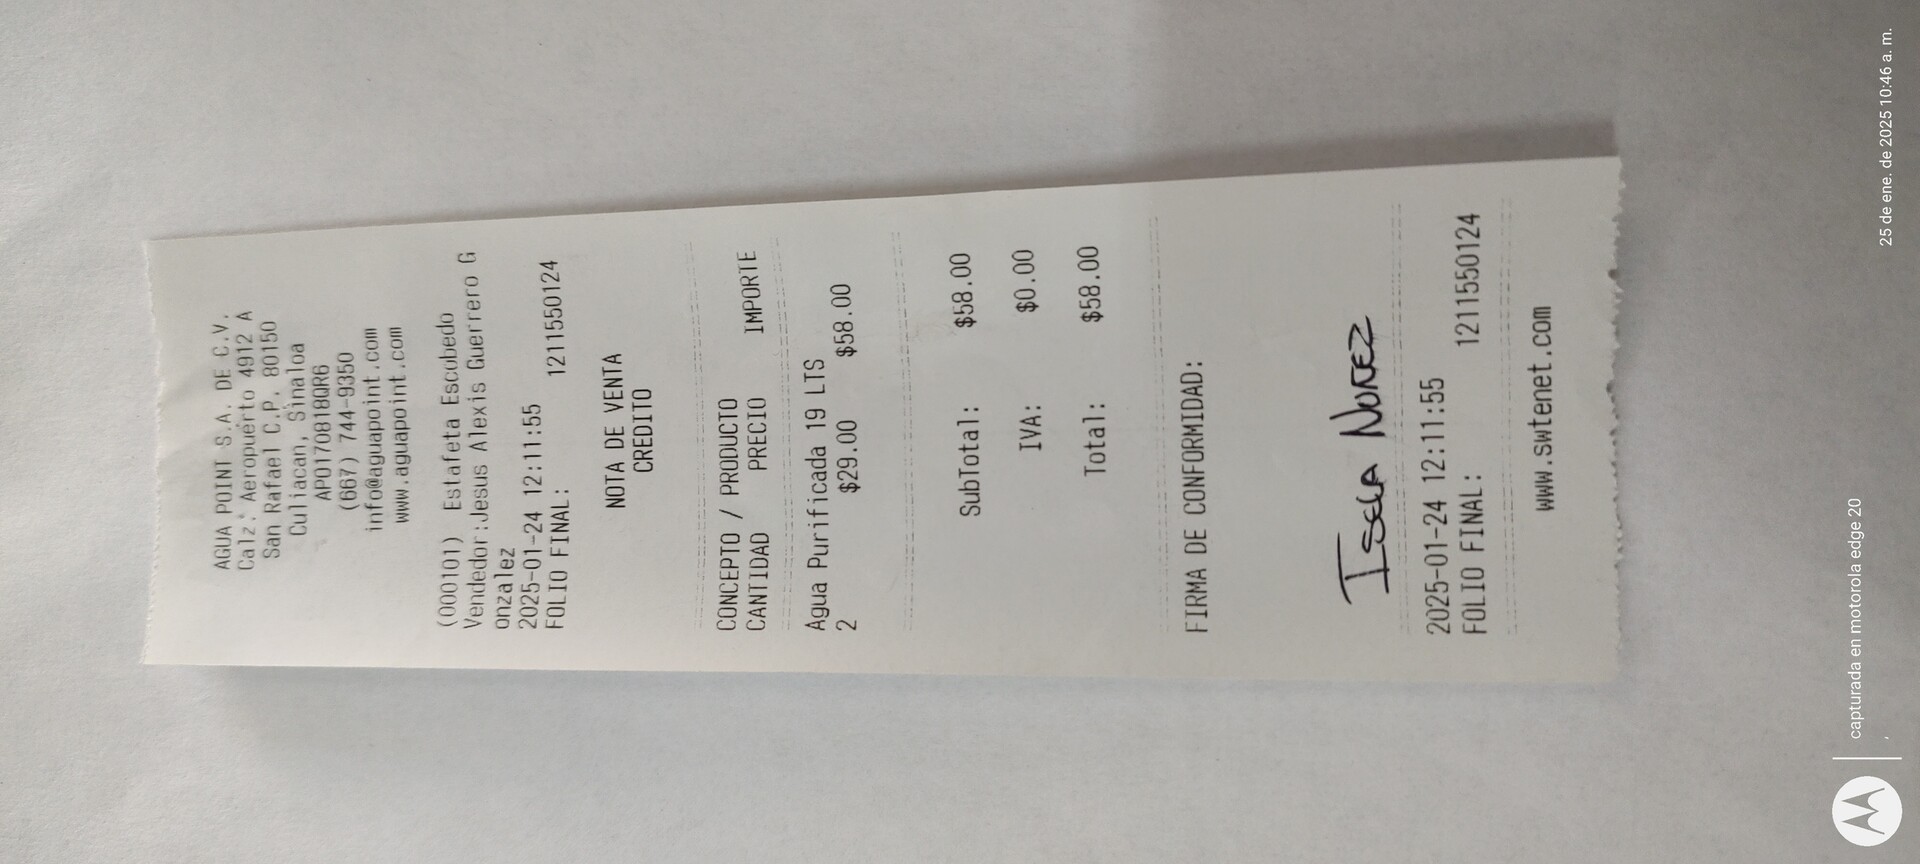 AGUA POINT S.A. DE C.V.
Calz. Aeropuerto 4912 A
San Rafael C.P. 80150
Culiacan, Sinaloa
APO170818QR6
(667) 744-9350
info@aguapoint.com
www.aguapoint.com
(000101) Estafeta Escobedo
Vendedor:Jesus Alexis Guerrero G
onzalez
2025-01-24 12:11:55
FOLIO FINAL: 1211550124
NOTA DE VENTA
CREDITO
CONCEPTO / PRODUCTO
CANTIDAD PRECIO IMPORTE
Agua Purificada 19 LTS
2 $29.00 $58.00
SubTotal: $58.00
IVA: $0.00
Total: $58.00
FIRMA DE CONFORMIDAD:
ISELA NUÑEZ
2025-01-24 12:11:55
FOLIO FINAL: 1211550124
www.swtenet.com
capturada en motorola edge 20
25 de ene. de 2025 10:46 a. m.